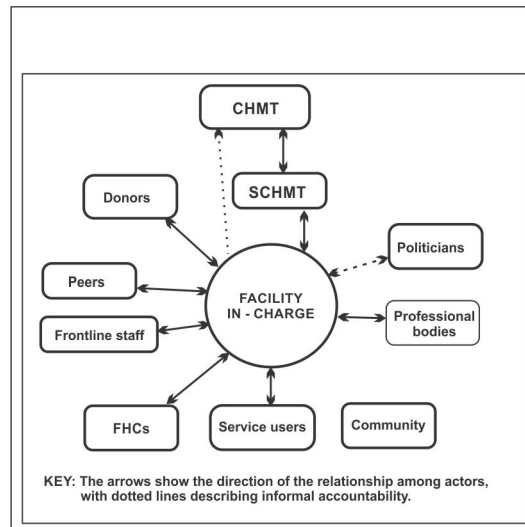 CHMT
SCHMT
Donors
Politicians
Peers
FACILITY
IN - CHARGE
Professional
bodies
Frontline staff
FHCs
Service users
Community
KEY: The arrows show the direction of the relationship among actors,
with dotted lines describing informal accountability.